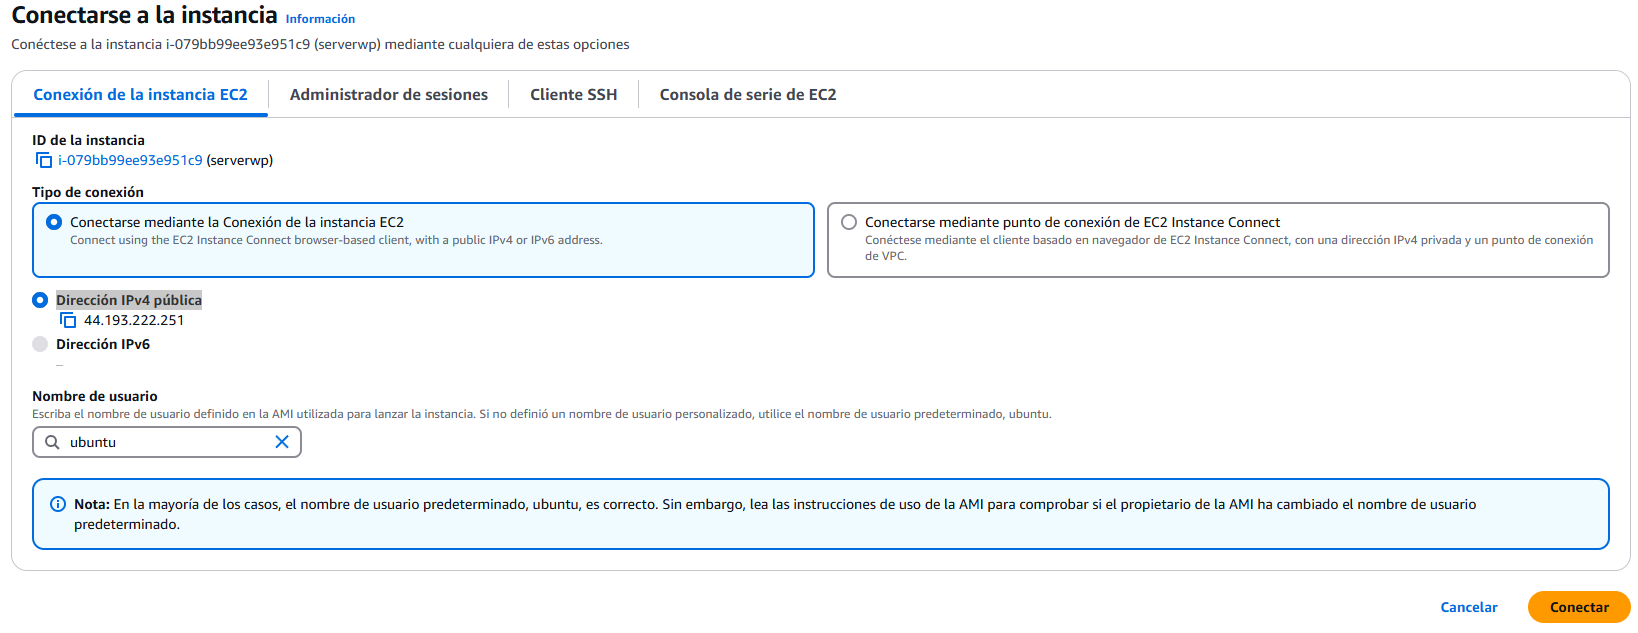 Conectarse a la instancia Información
Conéctese a la instancia i-079bb99ee93e951c9 (serverwp) mediante cualquiera de estas opciones
Conexión de la instancia EC2 Administrador de sesiones Cliente SSH Consola de serie de EC2
ID de la instancia
i-079bb99ee93e951c9 (serverwp)
Tipo de conexión
Conectarse mediante la Conexión de la instancia EC2
Connect using the EC2 Instance Connect browser-based client, with a public IPv4 or IPv6 address.
Conectarse mediante punto de conexión de EC2 Instance Connect
Conéctese mediante el cliente basado en navegador de EC2 Instance Connect, con una dirección IPv4 privada y un punto de conexión
de VPC.
Dirección IPv4 pública
44.193.222.251
Dirección IPv6
–
Nombre de usuario
Escriba el nombre de usuario definido en la AMI utilizada para lanzar la instancia. Si no definió un nombre de usuario personalizado, utilice el nombre de usuario predeterminado, ubuntu.
ubuntu
Nota: En la mayoría de los casos, el nombre de usuario predeterminado, ubuntu, es correcto. Sin embargo, lea las instrucciones de uso de la AMI para comprobar si el propietario de la AMI ha cambiado el nombre de usuario
predeterminado.
Cancelar Conectar